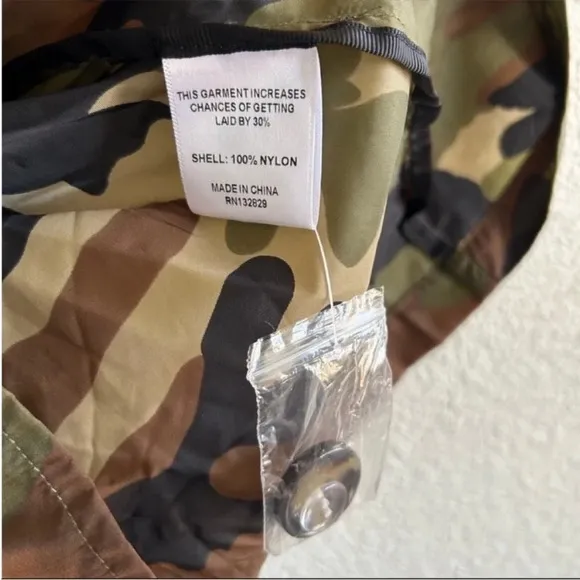 THIS GARMENT INCREASES
CHANCES OF GETTING
LAID BY 30%
SHELL: 100% NYLON
MADE IN CHINA
RN132829